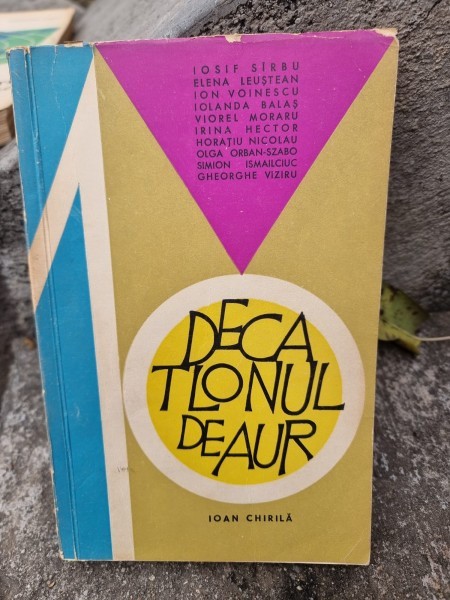 IOSIF SÎRBU
ELENA LEUȘTEAN
ION VOINESCU
IOLANDA BALAȘ
VIOREL MORARU
IRINA HECTOR
HORAȚIU NICOLAU
OLGA ORBAN-SZABO
SIMION ISMAILCIUC
GHEORGHE VIZIRU
DECA
TLONUL
DE AUR
IOAN CHIRILĂ